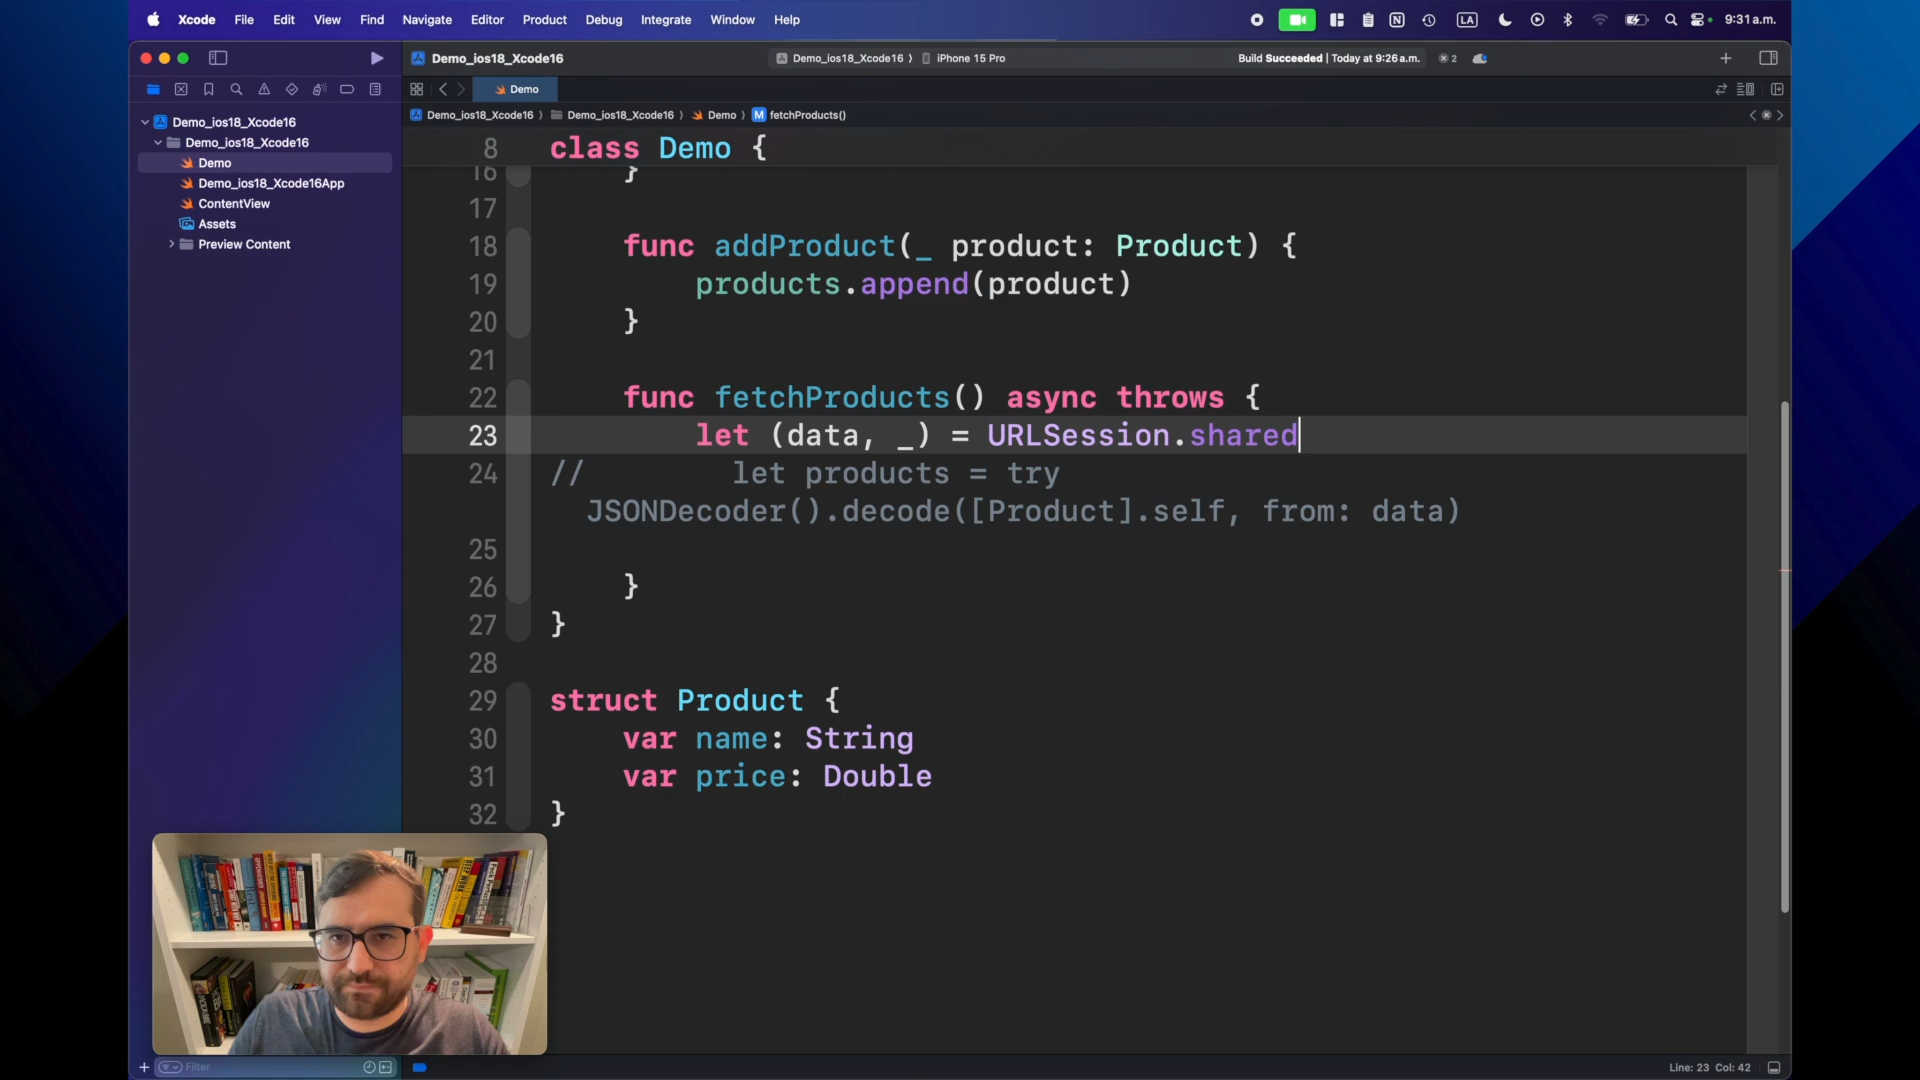 Xcode File Edit View Find Navigate Editor Product Debug Integrate Window Help LA 9:31 a.m.
Demo_ios18_Xcode16 Demo_ios18_Xcode16 iPhone 15 Pro Build Succeeded | Today at 9:26 a.m. 2
Demo
Demo_ios18_Xcode16 Demo_ios18_Xcode16 Demo M fetchProducts()
Demo_ios18_Xcode16
Demo_ios18_Xcode16
Demo
Demo_ios18_Xcode16App
ContentView
Assets
Preview Content
8 class Demo {
16 }
17
18 func addProduct(_ product: Product) {
19 products.append(product)
20 }
21
22 func fetchProducts() async throws {
23 let (data, _) = URLSession.shared
24 // let products = try
JSONDecoder().decode([Product].self, from: data)
25
26 }
27 }
28
29 struct Product {
30 var name: String
31 var price: Double
32 }
Filter
Line: 23 Col: 42